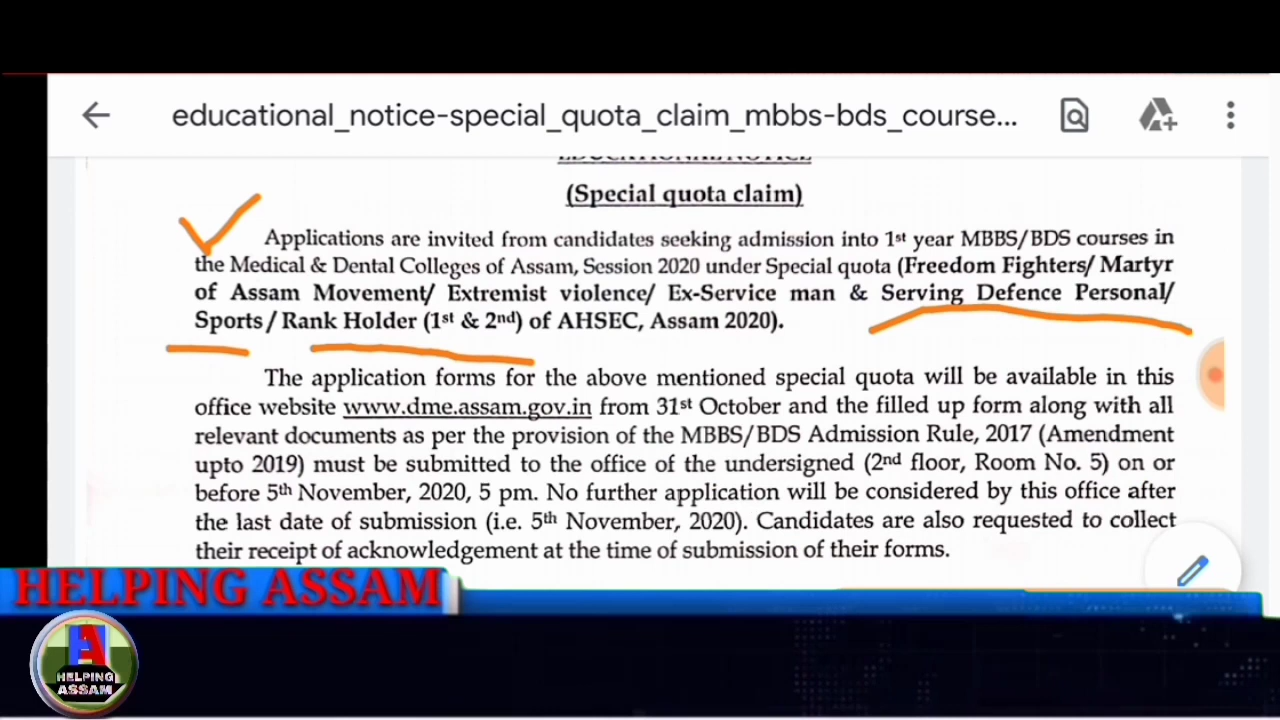 educational_notice-special_quota_claim_mbbs-bds_course...
EDUCATIONAL NOTICE
(Special quota claim)
Applications are invited from candidates seeking admission into 1st year MBBS/BDS courses in
the Medical & Dental Colleges of Assam, Session 2020 under Special quota (Freedom Fighters/ Martyr
of Assam Movement/ Extremist violence/ Ex-Service man & Serving Defence Personal/
Sports / Rank Holder (1st & 2nd) of AHSEC, Assam 2020).
The application forms for the above mentioned special quota will be available in this
office website www.dme.assam.gov.in from 31st October and the filled up form along with all
relevant documents as per the provision of the MBBS/BDS Admission Rule, 2017 (Amendment
upto 2019) must be submitted to the office of the undersigned (2nd floor, Room No. 5) on or
before 5th November, 2020, 5 pm. No further application will be considered by this office after
the last date of submission (i.e. 5th November, 2020). Candidates are also requested to collect
their receipt of acknowledgement at the time of submission of their forms.
HELPING ASSAM
HA
HELPING
ASSAM